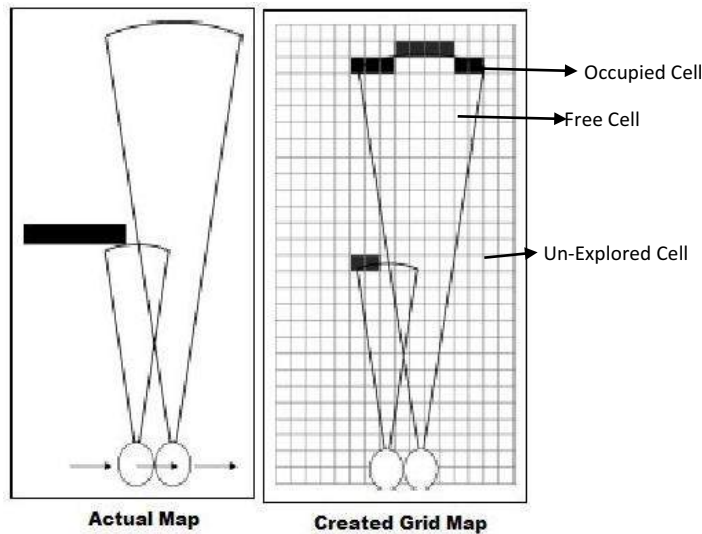 Occupied Cell
Free Cell
Un-Explored Cell
Actual Map
Created Grid Map